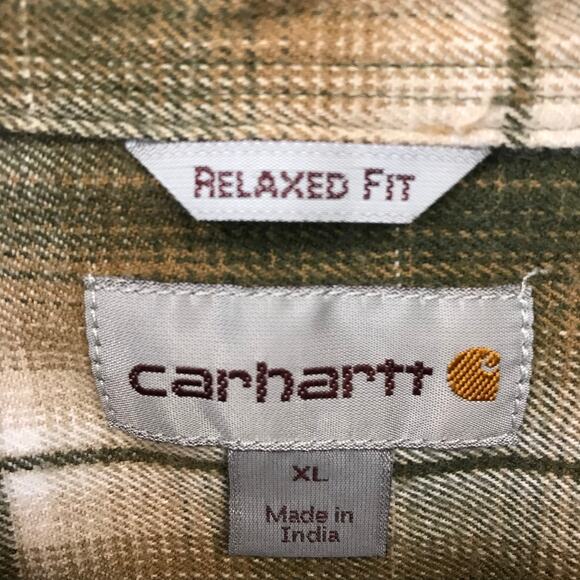 RELAXED FIT
carhartt
XL
Made in
India